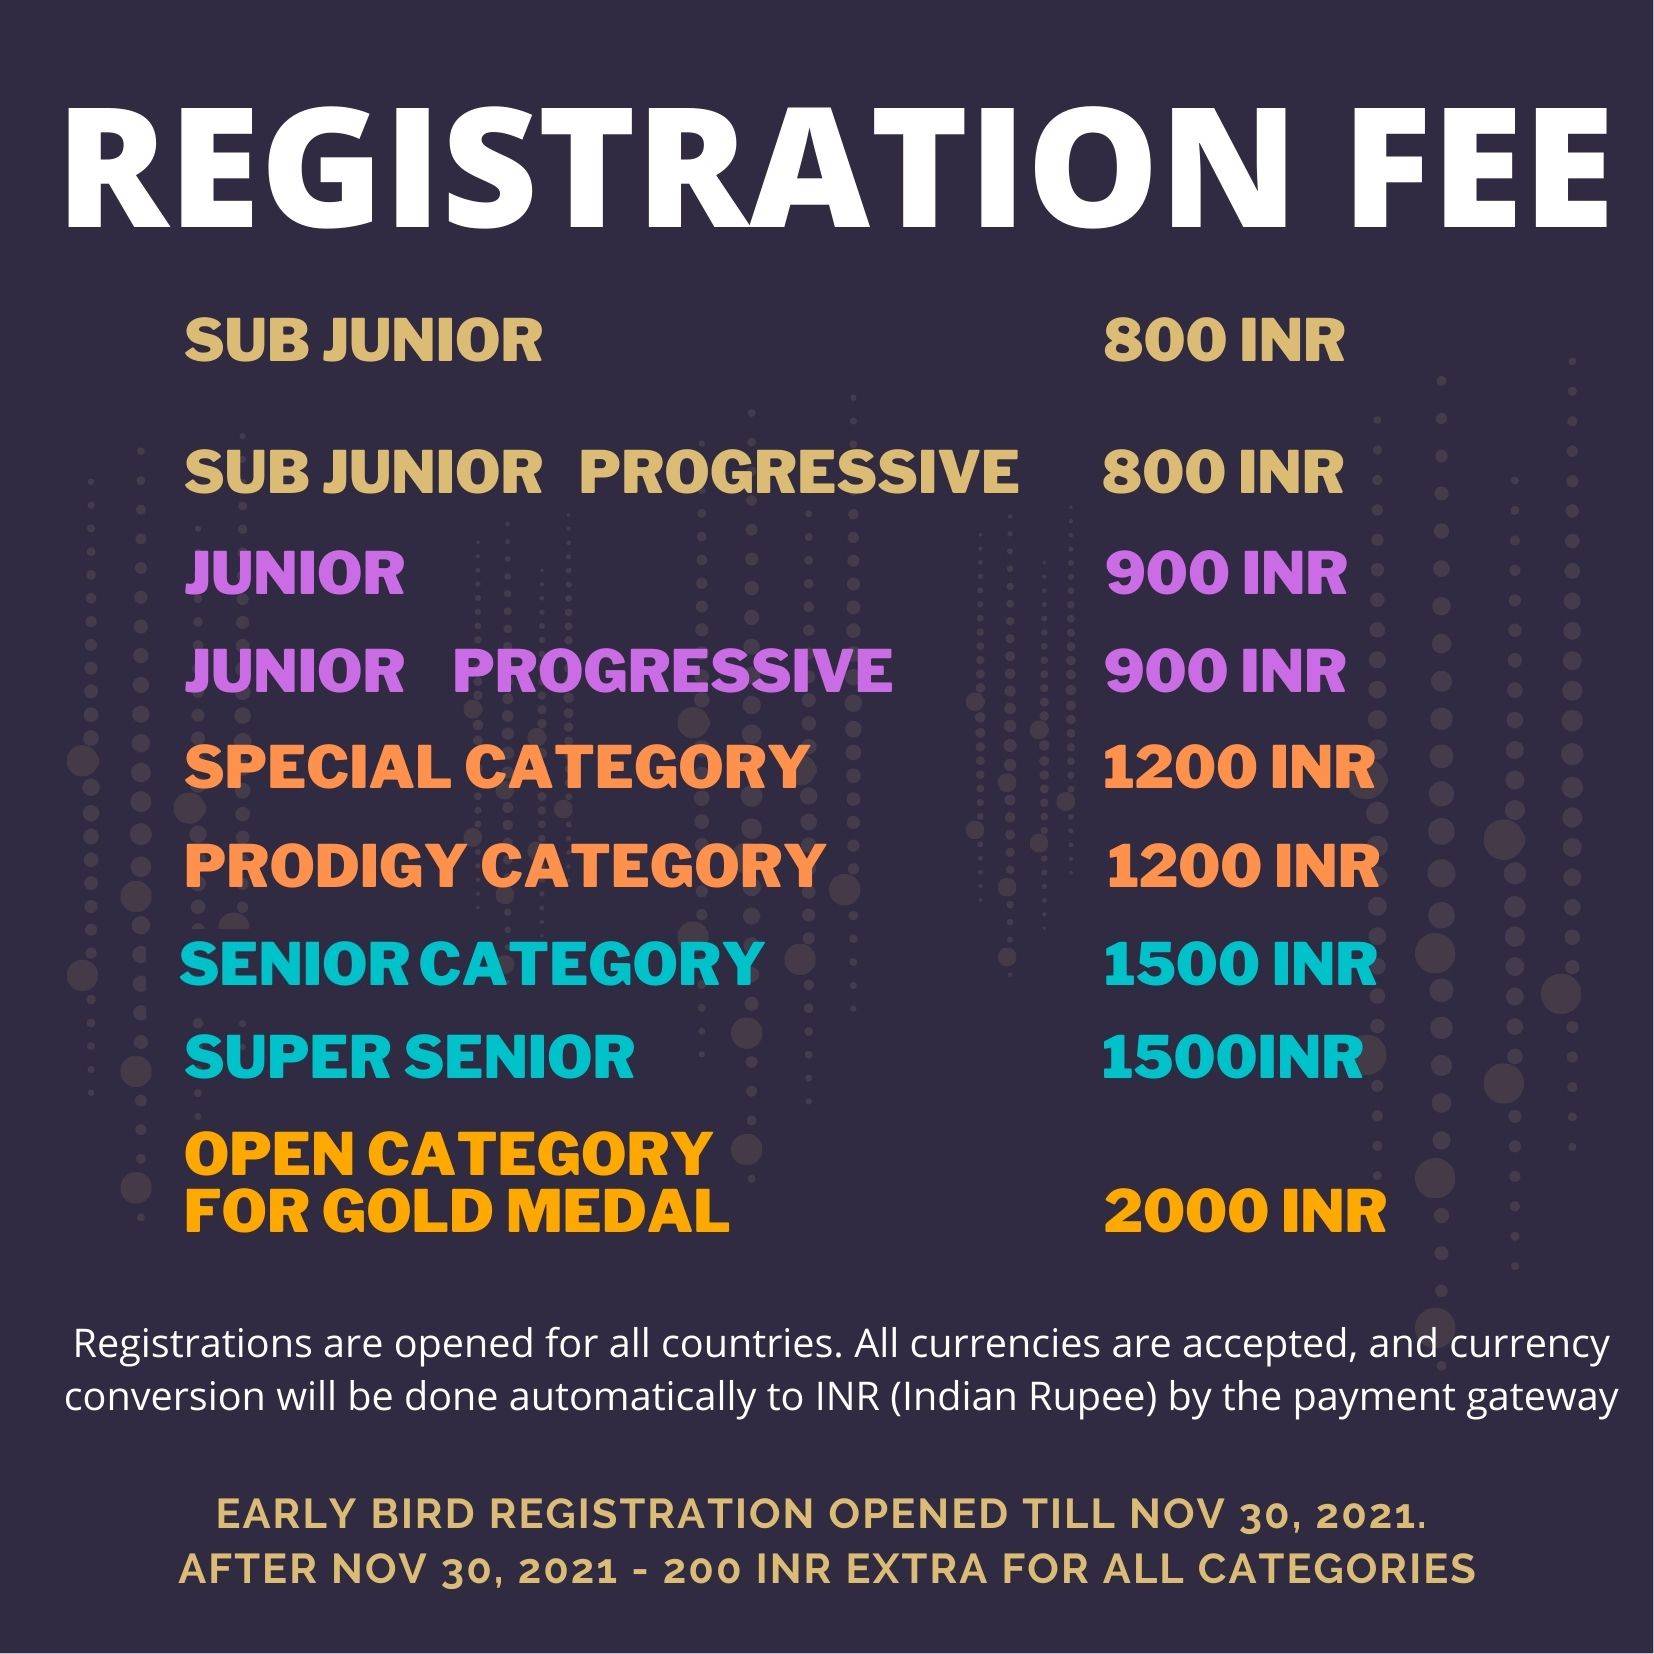 REGISTRATION FEE
SUB JUNIOR 800 INR
SUB JUNIOR PROGRESSIVE 800 INR
JUNIOR 900 INR
JUNIOR PROGRESSIVE 900 INR
SPECIAL CATEGORY 1200 INR
PRODIGY CATEGORY 1200 INR
SENIOR CATEGORY 1500 INR
SUPER SENIOR 1500INR
OPEN CATEGORY
FOR GOLD MEDAL 2000 INR
Registrations are opened for all countries. All currencies are accepted, and currency
conversion will be done automatically to INR (Indian Rupee) by the payment gateway
EARLY BIRD REGISTRATION OPENED TILL NOV 30, 2021.
AFTER NOV 30, 2021 - 200 INR EXTRA FOR ALL CATEGORIES